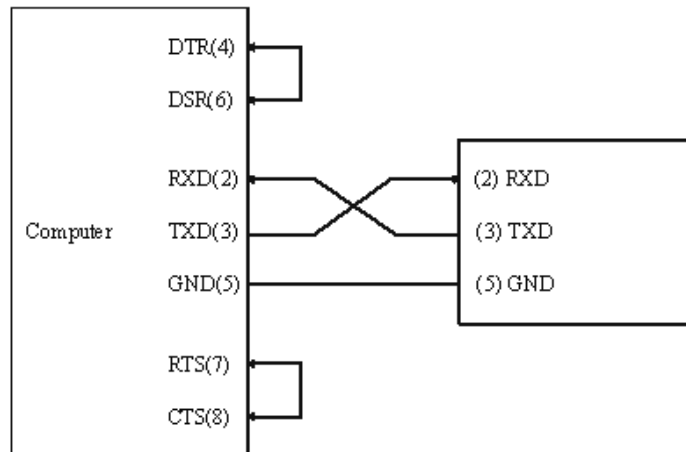 DTR(4)
DSR(6)
RXD(2)
(2) RXD
Computer
TXD(3)
(3) TXD
GND(5)
(5) GND
RTS(7)
CTS(8)